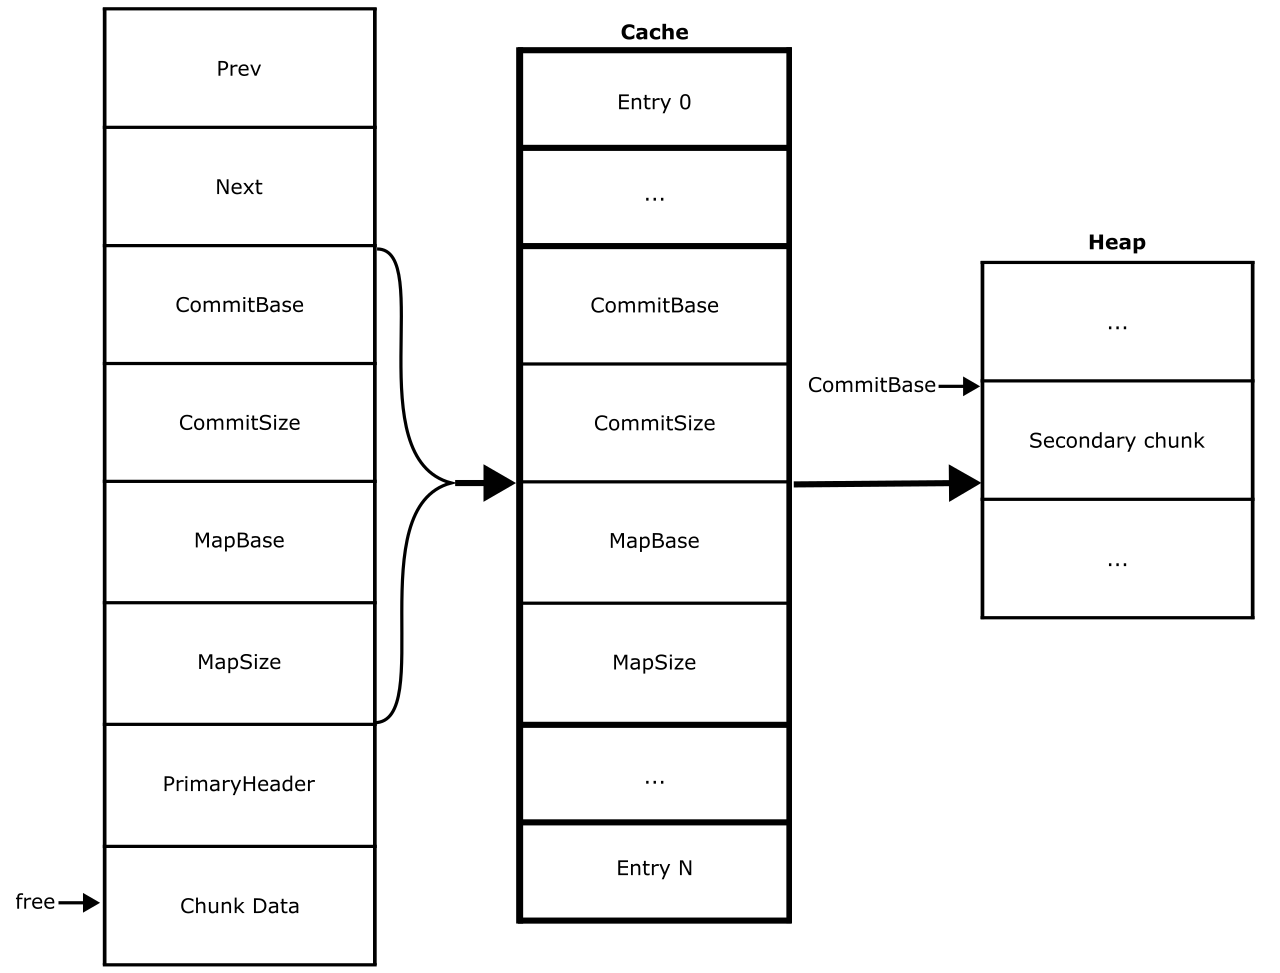 Prev
Next
CommitBase
CommitSize
MapBase
MapSize
PrimaryHeader
free
Chunk Data
Cache
Entry 0
...
CommitBase
CommitSize
MapBase
MapSize
...
Entry N
Heap
...
CommitBase
Secondary chunk
...